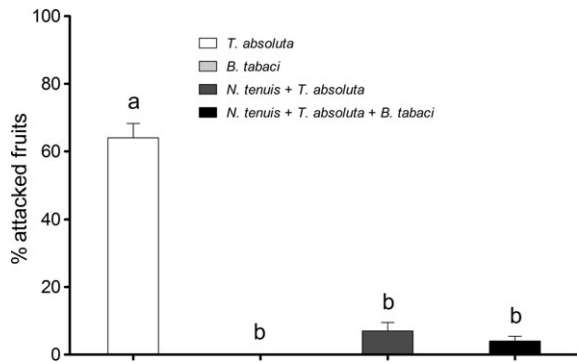 100
80
60
40
20
0
% attacked fruits
T. absoluta
B. tabaci
N. tenuis + T. absoluta
N. tenuis + T. absoluta + B. tabaci
a
b
b
b